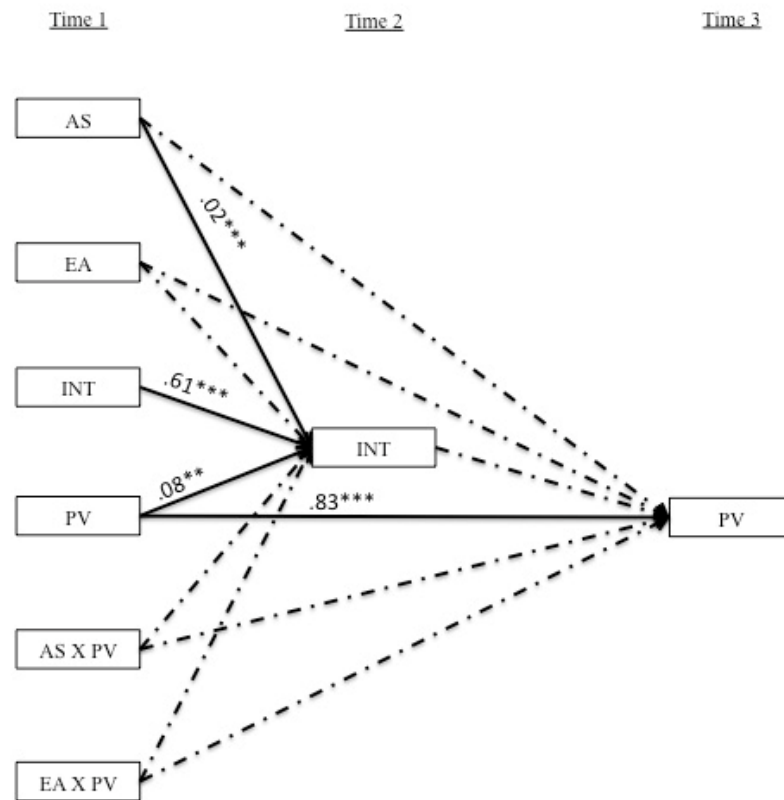 Time 1
Time 2
Time 3
AS
.02***
EA
INT
.61***
INT
PV
.08**
.83***
PV
AS X PV
EA X PV